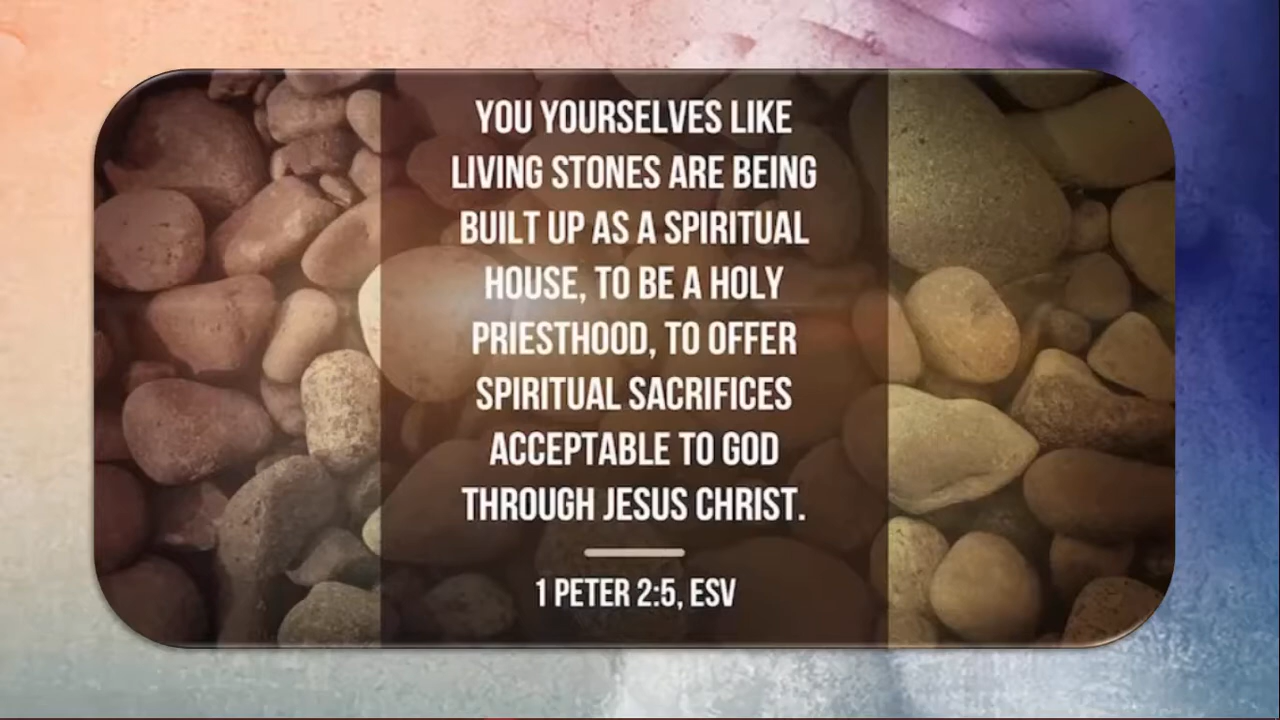 YOU YOURSELVES LIKE
LIVING STONES ARE BEING
BUILT UP AS A SPIRITUAL
HOUSE, TO BE A HOLY
PRIESTHOOD, TO OFFER
SPIRITUAL SACRIFICES
ACCEPTABLE TO GOD
THROUGH JESUS CHRIST.
1 PETER 2:5, ESV